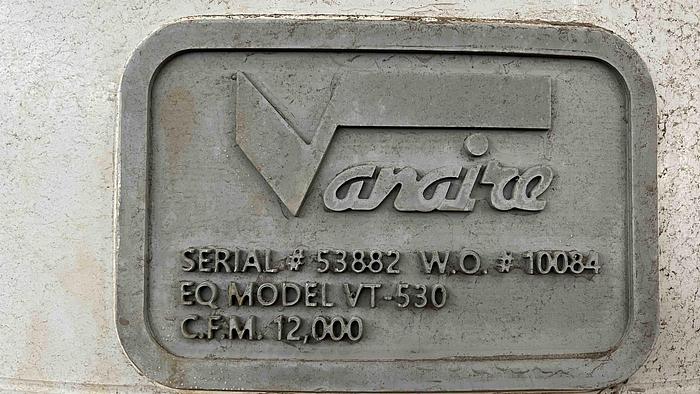 Vanaire
SERIAL # 53882 W.O. # 10084
EQ MODEL VT-530
C.F.M. 12,000